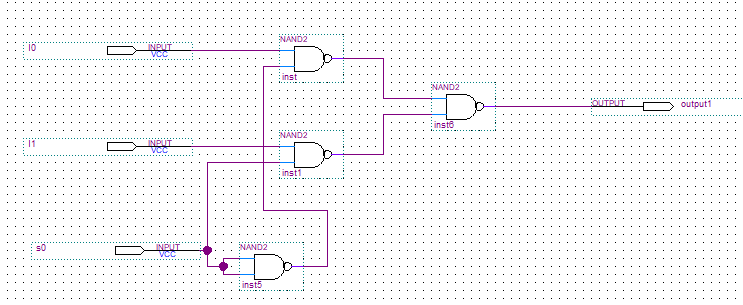 NAND2
I0
INPUT
VCC
inst
NAND2
OUTPUT
output1
inst6
NAND2
I1
INPUT
VCC
inst1
s0
INPUT
VCC
NAND2
inst5